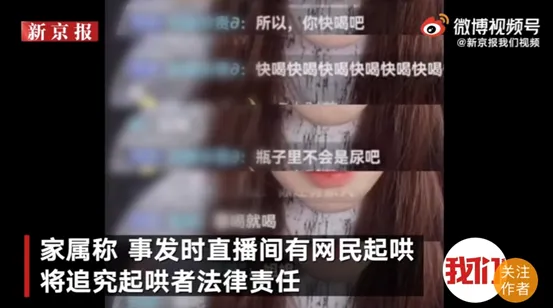 新京报
微博视频号
@新京报我们视频
所以，你快喝吧
快喝快喝快喝快喝快喝快喝
瓶子里不会是尿吧
喝就喝
家属称 事发时直播间有网民起哄
将追究起哄者法律责任
我们
关注
作者